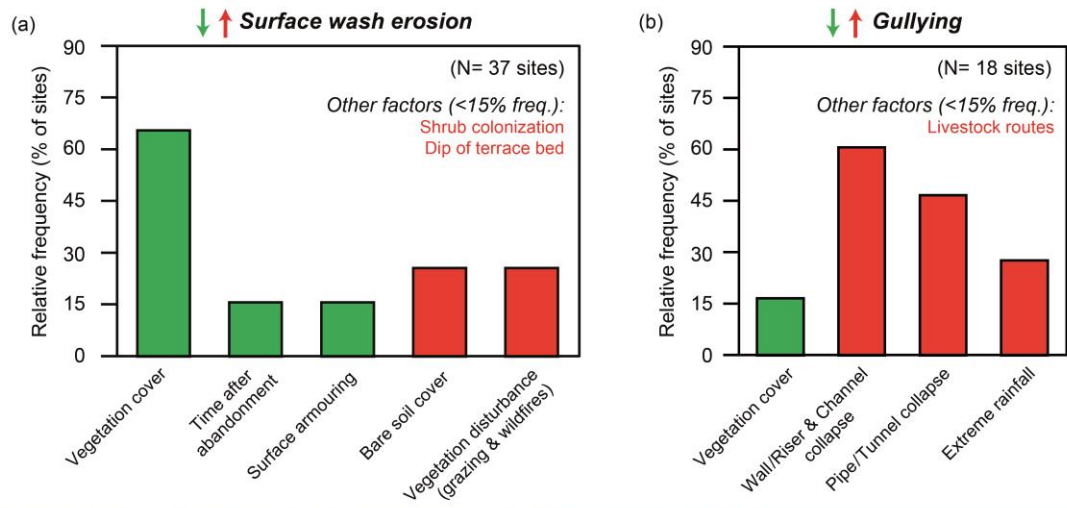 (a)
Surface wash erosion
Relative frequency (% of sites)
90
75
60
45
30
15
0
(N= 37 sites)
Other factors (<15% freq.):
Shrub colonization
Dip of terrace bed
Vegetation cover
Time after
abandonment
Surface armouring
Bare soil cover
Vegetation disturbance
(grazing & wildfires)
(b)
Gullying
Relative frequency (% of sites)
90
75
60
45
30
15
0
(N= 18 sites)
Other factors (<15% freq.):
Livestock routes
Vegetation cover
Wall/Riser & Channel
collapse
Pipe/Tunnel collapse
Extreme rainfall